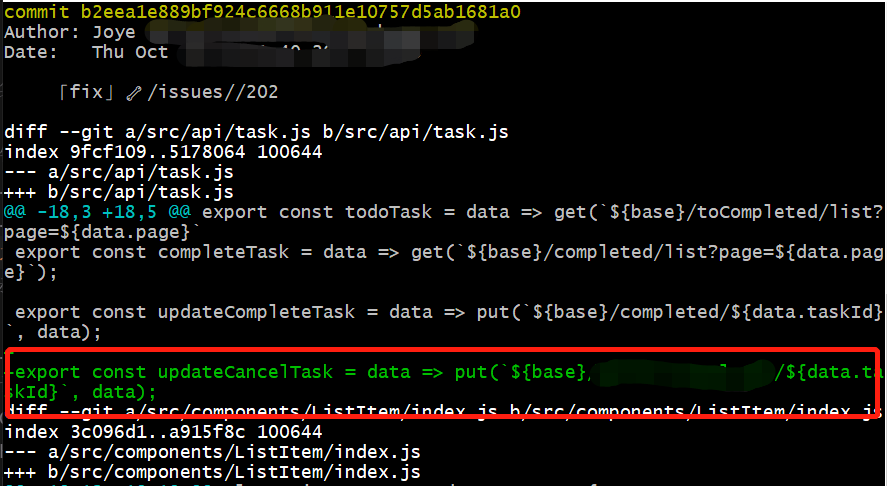 commit b2eea1e889bf924c6668b911e10757d5ab1681a0
Author: Joye
Date:   Thu Oct
「fix」 /issues//202
diff --git a/src/api/task.js b/src/api/task.js
index 9fcf109..5178064 100644
--- a/src/api/task.js
+++ b/src/api/task.js
@@ -18,3 +18,5 @@ export const todoTask = data => get(`${base}/toCompleted/list?
page=${data.page}`
 export const completeTask = data => get(`${base}/completed/list?page=${data.pag
e}`);
 export const updateCompleteTask = data => put(`${base}/completed/${data.taskId}
`, data);
+
+export const updateCancelTask = data => put(`${base}/ /${data.ta
skId}`, data);
diff --git a/src/components/ListItem/index.js b/src/components/ListItem/index.js
index 3c096d1..a915f8c 100644
--- a/src/components/ListItem/index.js
+++ b/src/components/ListItem/index.js